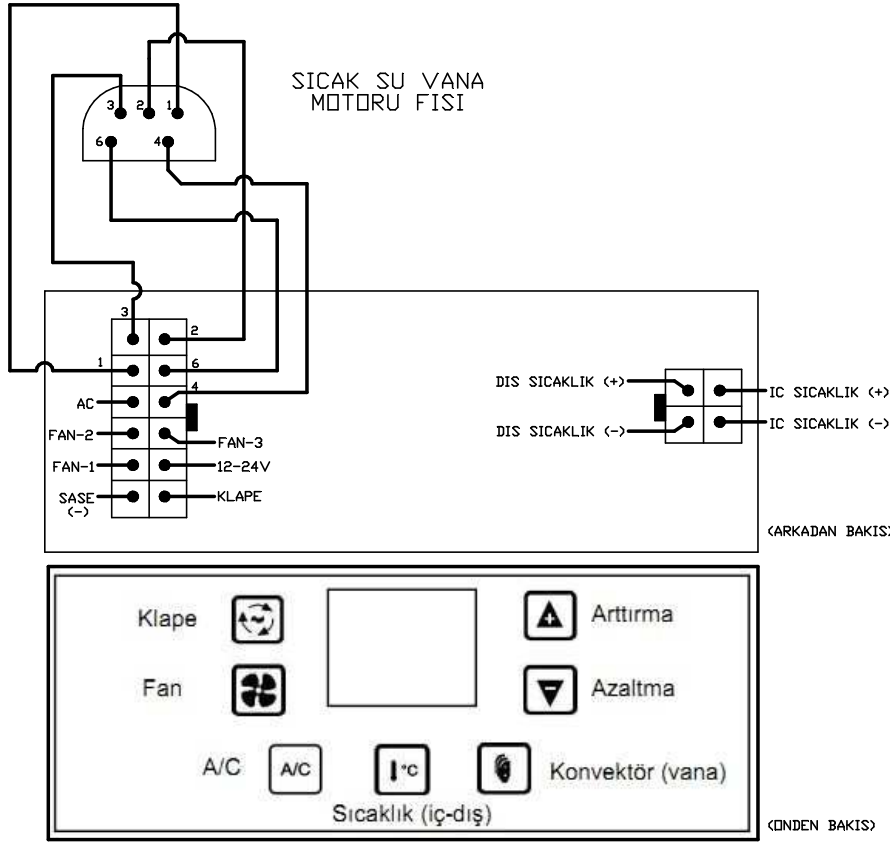 SICAK SU VANA
MOTORU FISI
3 2 1
6 4
3
2
1
6
4
AC
FAN-2
FAN-3
FAN-1
12-24V
SASE
(-)
KLAPE
DIS SICAKLIK (+)
IC SICAKLIK (+)
DIS SICAKLIK (-)
IC SICAKLIK (-)
(ARKADAN BAKIS)
Klape
+
Arttırma
Fan
-
Azaltma
A/C
A/C
°C
Konvektör (vana)
Sıcaklık (iç-dış)
(ONDEN BAKIS)